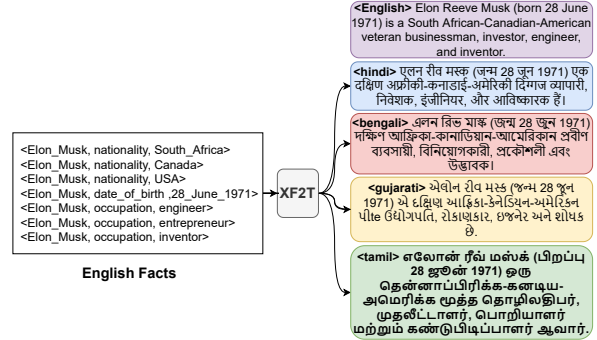 <English> Elon Reeve Musk (born 28 June
1971) is a South African-Canadian-American
veteran businessman, investor, engineer,
and inventor.
<hindi> एलन रीव मस्क (जन्म 28 जून 1971) एक
दक्षिण अफ्रीकी-कनाडाई-अमेरिकी दिग्गज व्यापारी,
निवेशक, इंजीनियर, और आविष्कारक हैं।
<bengali> এলন রিভ মাস্ক (জন্ম 28 জুন 1971)
দক্ষিণ আফ্রিকা-কানাডিয়ান-আমেরিকান প্রবীণ
ব্যবসায়ী, বিনিয়োগকারী, প্রকৌশলী এবং
উদ্ভাবক।
<gujarati> એલોન રીવ મસ્ક (જન્મ 28 જૂન
1971) એ દક્ષિણ આફ્રિકા-કેનેડિયન-અમેરિકન
પીte ઉદ્યોગપતિ, રોકાણકાર, ઇજનેર અને શોધક
છે.
<tamil> எலோன் ரீவ் மஸ்க் (பிறப்பு
28 ஜூன் 1971) ஒரு
தென்னாப்பிரிக்க-கனடிய-
அமெரிக்க மூத்த தொழிலதிபர்,
முதலீட்டாளர், பொறியாளர்
மற்றும் கண்டுபிடிப்பாளர் ஆவார்.
<Elon_Musk, nationality, South_Africa>
<Elon_Musk, nationality, Canada>
<Elon_Musk, nationality, USA>
<Elon_Musk, date_of_birth ,28_June_1971>
<Elon_Musk, occupation, engineer>
<Elon_Musk, occupation, entrepreneur>
<Elon_Musk, occupation, inventor>
XF2T
English Facts